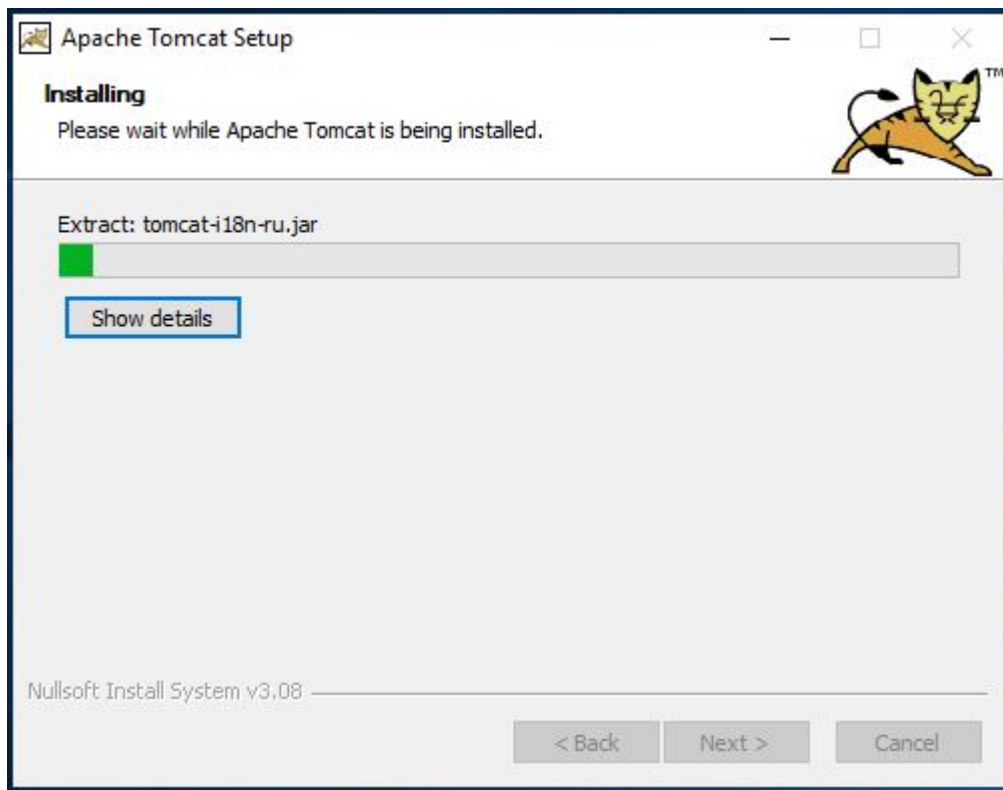 Apache Tomcat Setup
Installing
Please wait while Apache Tomcat is being installed.
TM
Extract: tomcat-i18n-ru.jar
Show details
Nullsoft Install System v3.08
< Back Next > Cancel